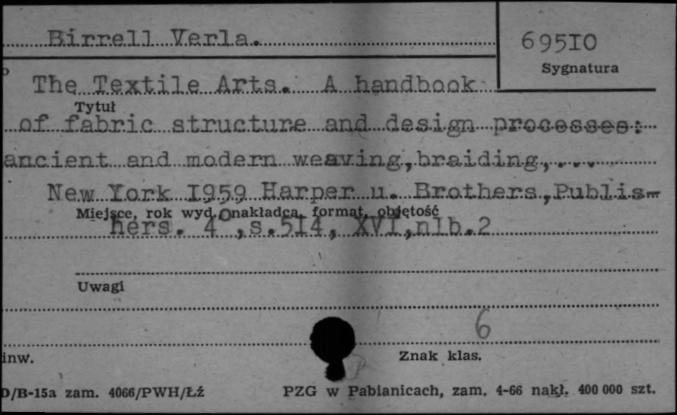 Birrell Verla.
69510
Sygnatura
The Textile Arts. A handbook
Tytuł
of fabric structure and design processes:
ancient and modern weaving, braiding,...
New York 1959 Harper u. Brothers, Publis-
Miejsce, rok wyd., nakładca, format, objętość
hers. 4°, s.514, XVI, nlb.2
Uwagi
6
inw.
Znak klas.
D/B-15a zam. 4066/PWH/Łź
PZG w Pabianicach, zam. 4-66 nakł. 400 000 szt.